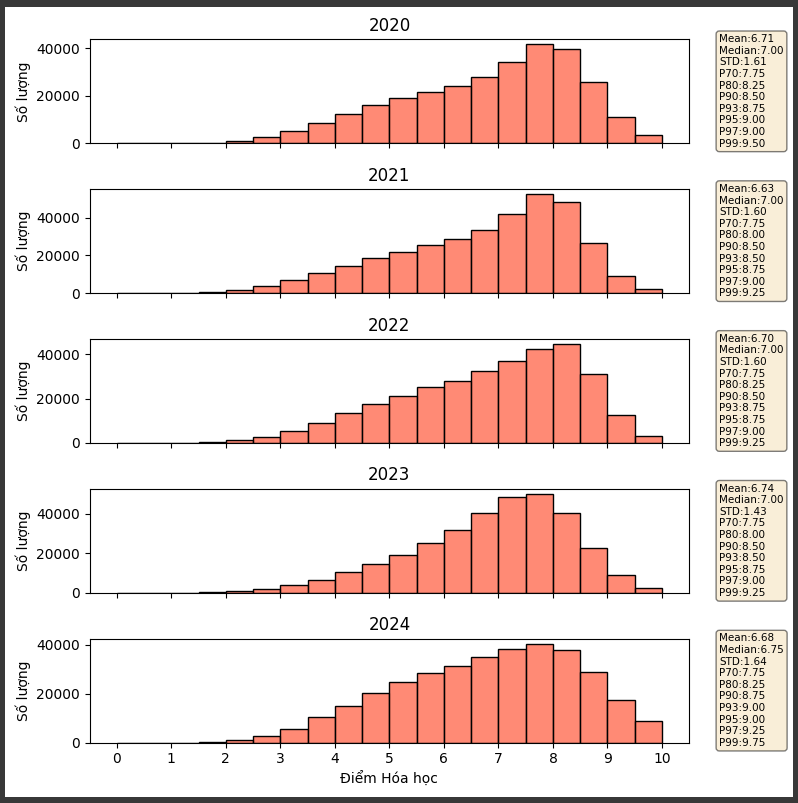 2020
40000
20000
0
Số lượng
Mean:6.71
Median:7.00
STD:1.61
P70:7.75
P80:8.25
P90:8.50
P93:8.75
P95:9.00
P97:9.00
P99:9.50
2021
40000
20000
0
Số lượng
Mean:6.63
Median:7.00
STD:1.60
P70:7.75
P80:8.00
P90:8.50
P93:8.50
P95:8.75
P97:9.00
P99:9.25
2022
40000
20000
0
Số lượng
Mean:6.70
Median:7.00
STD:1.60
P70:7.75
P80:8.25
P90:8.50
P93:8.75
P95:8.75
P97:9.00
P99:9.25
2023
40000
20000
0
Số lượng
Mean:6.74
Median:7.00
STD:1.43
P70:7.75
P80:8.00
P90:8.50
P93:8.50
P95:8.75
P97:9.00
P99:9.25
2024
40000
20000
0
Số lượng
Mean:6.68
Median:6.75
STD:1.64
P70:7.75
P80:8.25
P90:8.75
P93:9.00
P95:9.00
P97:9.25
P99:9.75
0 1 2 3 4 5 6 7 8 9 10
Điểm Hóa học